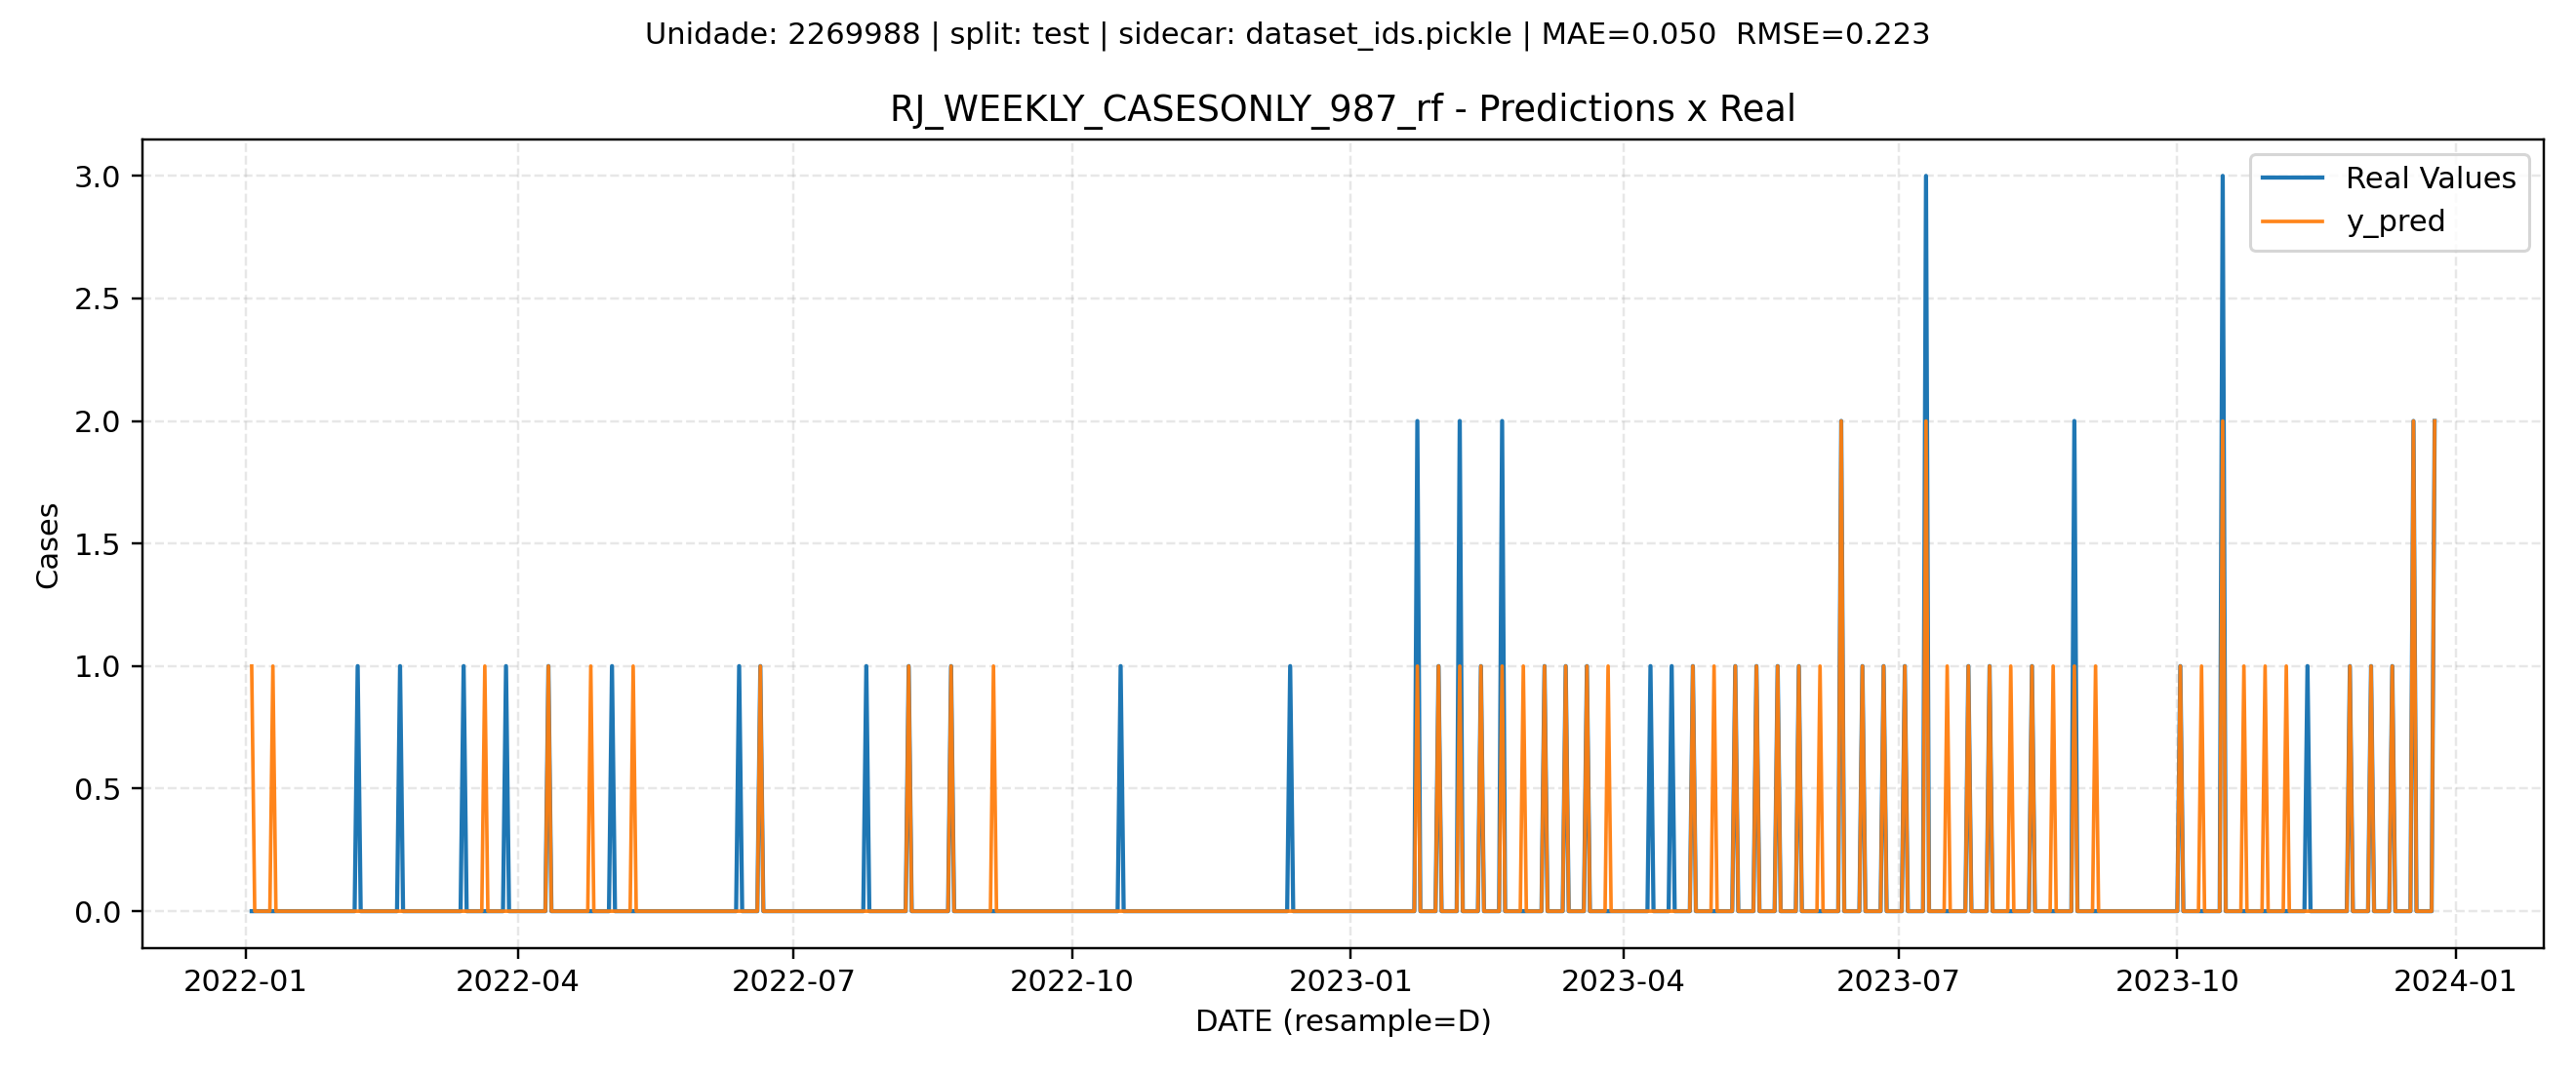 Unidade: 2269988 | split: test | sidecar: dataset_ids.pickle | MAE=0.050  RMSE=0.223
RJ_WEEKLY_CASESONLY_987_rf - Predictions x Real
Real Values
y_pred
3.0
2.5
2.0
1.5
1.0
0.5
0.0
Cases
2022-01
2022-04
2022-07
2022-10
2023-01
2023-04
2023-07
2023-10
2024-01
DATE (resample=D)